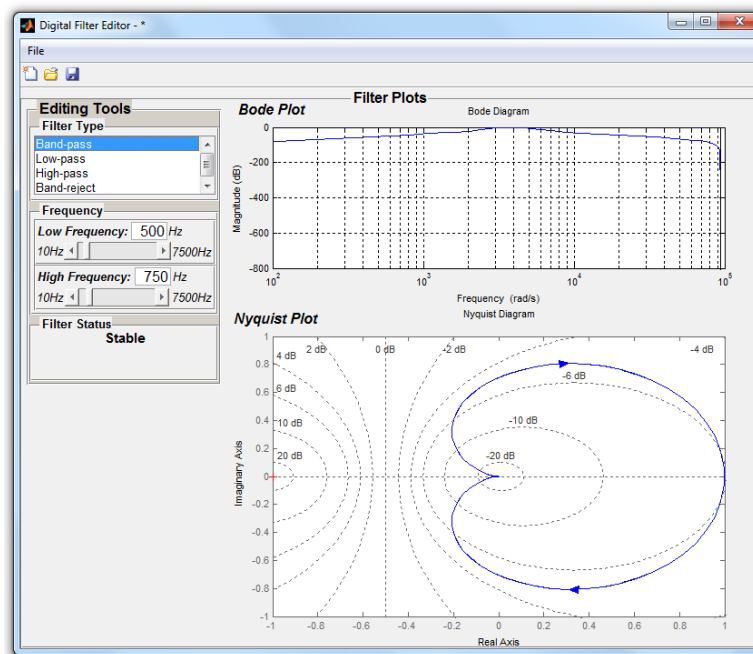 Digital Filter Editor - *
File
Filter Plots
Editing Tools
Filter Type
Band-pass
Low-pass
High-pass
Band-reject
Frequency
Low Frequency: 500 Hz
10Hz 7500Hz
High Frequency: 750 Hz
10Hz 7500Hz
Filter Status
Stable
Bode Plot
Bode Diagram
Magnitude (dB)
0
-200
-400
-600
-800
10^2 10^3 10^4 10^5
Frequency (rad/s)
Nyquist Plot
Nyquist Diagram
Imaginary Axis
1
0.8
0.6
0.4
0.2
0
-0.2
-0.4
-0.6
-0.8
-1
2 dB 0 dB -2 dB -4 dB
4 dB
6 dB -6 dB
10 dB -10 dB
20 dB -20 dB
-1 -0.8 -0.6 -0.4 -0.2 0 0.2 0.4 0.6 0.8 1
Real Axis